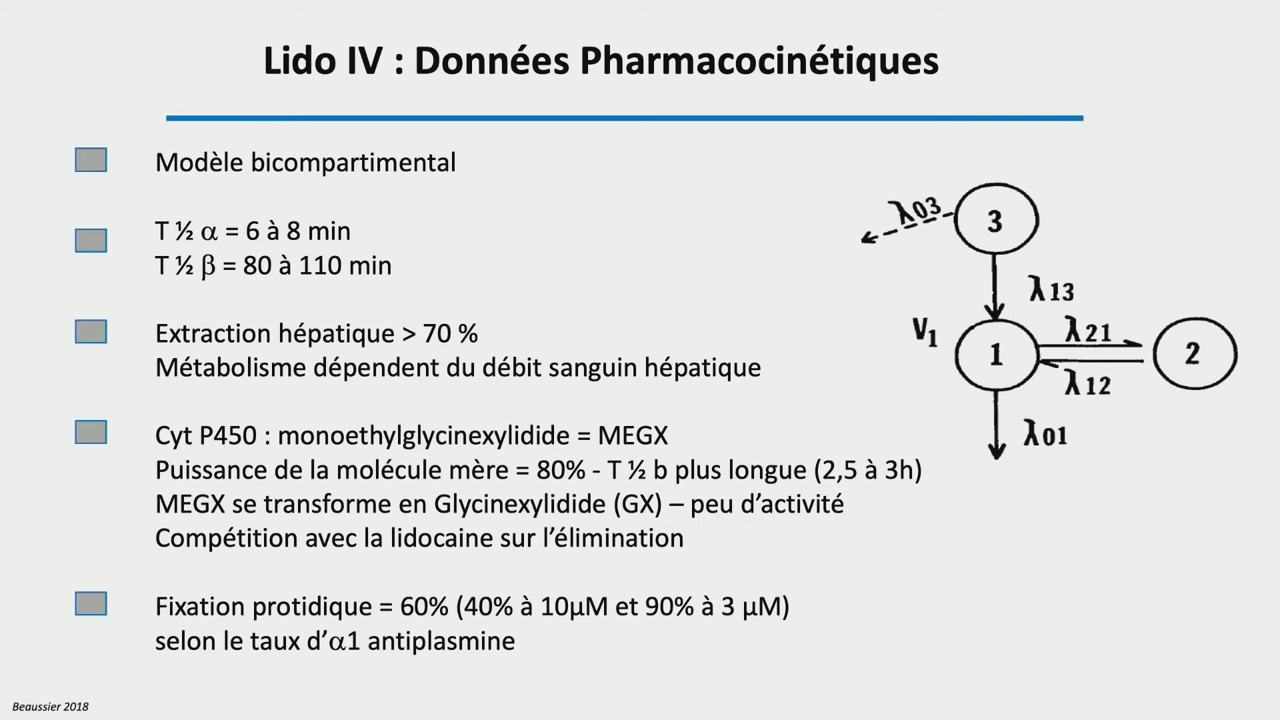 Lido IV : Données Pharmacocinétiques
Modèle bicompartimental
T ½ α = 6 à 8 min
T ½ β = 80 à 110 min
Extraction hépatique > 70 %
Métabolisme dépendent du débit sanguin hépatique
Cyt P450 : monoethylglycinexylidide = MEGX
Puissance de la molécule mère = 80% - T ½ b plus longue (2,5 à 3h)
MEGX se transforme en Glycinexylidide (GX) – peu d’activité
Compétition avec la lidocaine sur l’élimination
Fixation protidique = 60% (40% à 10µM et 90% à 3 µM)
selon le taux d’α1 antiplasmine
λ03
3
λ13
V1
1
λ21
λ12
2
λ01
Beaussier 2018